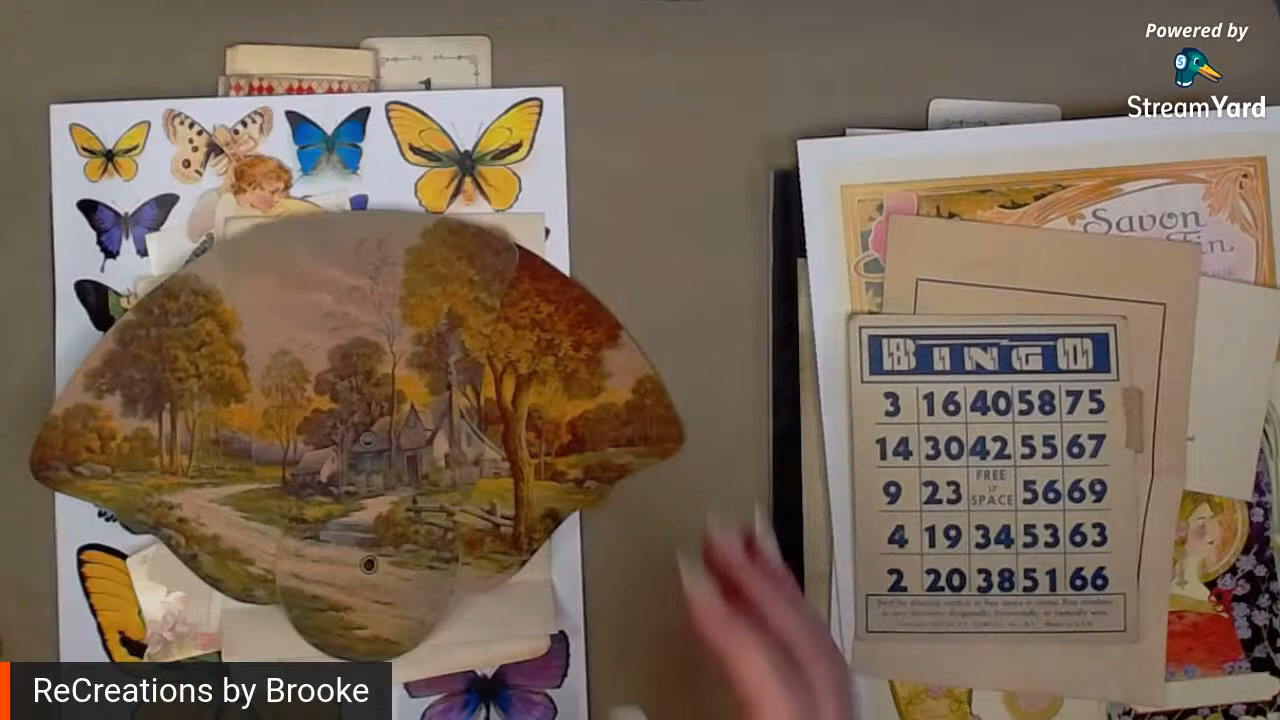 Powered by
StreamYard
Savon
Fin
BINGO
3 16 40 58 75
14 30 42 55 67
FREE
9 23 56 69
SPACE
4 19 34 53 63
2 20 38 51 66
ReCreations by Brooke